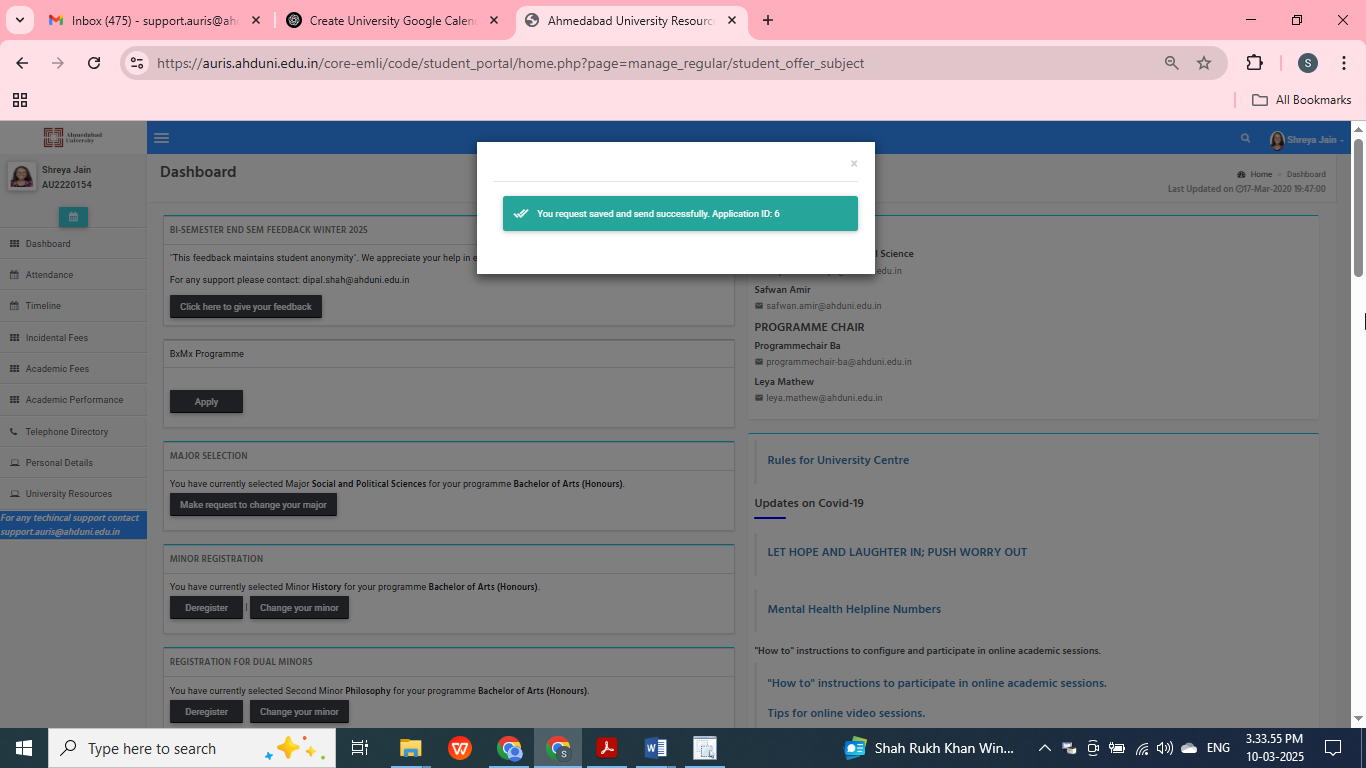 Inbox (475) - support.auris@ah
Create University Google Calen
Ahmedabad University Resourc
https://auris.ahduni.edu.in/core-emli/code/student_portal/home.php?page=manage_regular/student_offer_subject
S
All Bookmarks
Ahmedabad
University
Shreya Jain
Shreya Jain
AU2220154
Dashboard
Home
Dashboard
Last Updated on 17-Mar-2020 19:47:00
×
You request saved and send successfully. Application ID: 6
Dashboard
Attendance
Timeline
Incidental Fees
Academic Fees
Academic Performance
Telephone Directory
Personal Details
University Resources
For any techincal support contact
support.auris@ahduni.edu.in
BI-SEMESTER END SEM FEEDBACK WINTER 2025
"This feedback maintains student anonymity". We appreciate your help in e
For any support please contact: dipal.shah@ahduni.edu.in
Click here to give your feedback
BxMx Programme
Apply
MAJOR SELECTION
You have currently selected Major Social and Political Sciences for your programme Bachelor of Arts (Honours).
Make request to change your major
MINOR REGISTRATION
You have currently selected Minor History for your programme Bachelor of Arts (Honours).
Deregister | Change your minor
REGISTRATION FOR DUAL MINORS
You have currently selected Second Minor Philosophy for your programme Bachelor of Arts (Honours).
Deregister Change your minor
Science
edu.in
Safwan Amir
safwan.amir@ahduni.edu.in
PROGRAMME CHAIR
Programmechair Ba
programmechair-ba@ahduni.edu.in
Leya Mathew
leya.mathew@ahduni.edu.in
Rules for University Centre
Updates on Covid-19
LET HOPE AND LAUGHTER IN; PUSH WORRY OUT
Mental Health Helpline Numbers
"How to" instructions to configure and participate in online academic sessions.
"How to" instructions to participate in online academic sessions.
Tips for online video sessions.
Type here to search
Shah Rukh Khan Win...
ENG
3.33.55 PM
10-03-2025